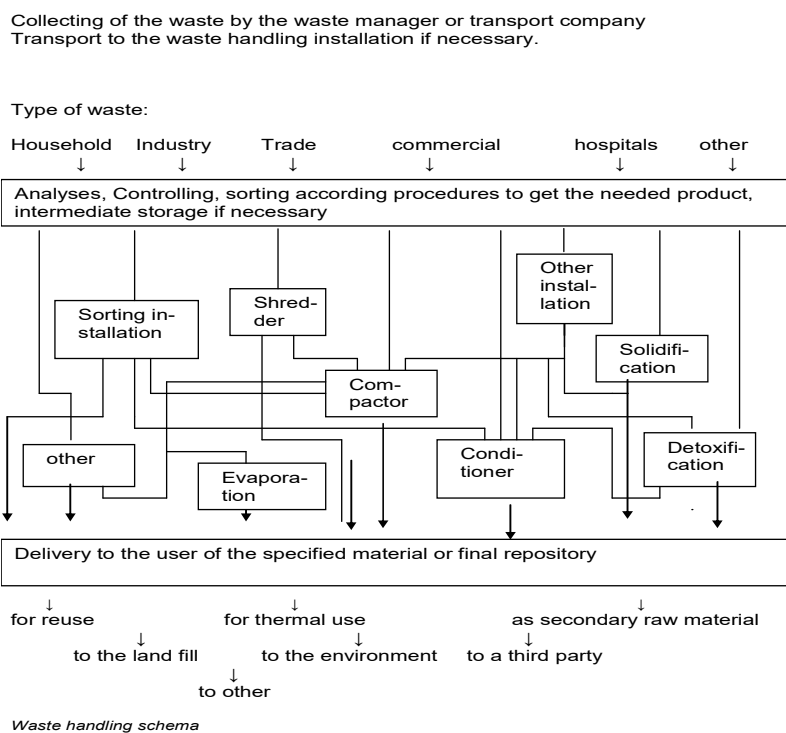 Collecting of the waste by the waste manager or transport company
Transport to the waste handling installation if necessary.
Type of waste:
Household Industry Trade commercial hospitals other
↓ ↓ ↓ ↓ ↓ ↓
Analyses, Controlling, sorting according procedures to get the needed product,
intermediate storage if necessary
Sorting in-
stallation
Shred-
der
Other
instal-
lation
Solidifi-
cation
Com-
pactor
other
Evapora-
tion
Condi-
tioner
Detoxifi-
cation
Delivery to the user of the specified material or final repository
↓ ↓ ↓
for reuse for thermal use as secondary raw material
↓ ↓ ↓
to the land fill to the environment to a third party
↓
to other
Waste handling schema